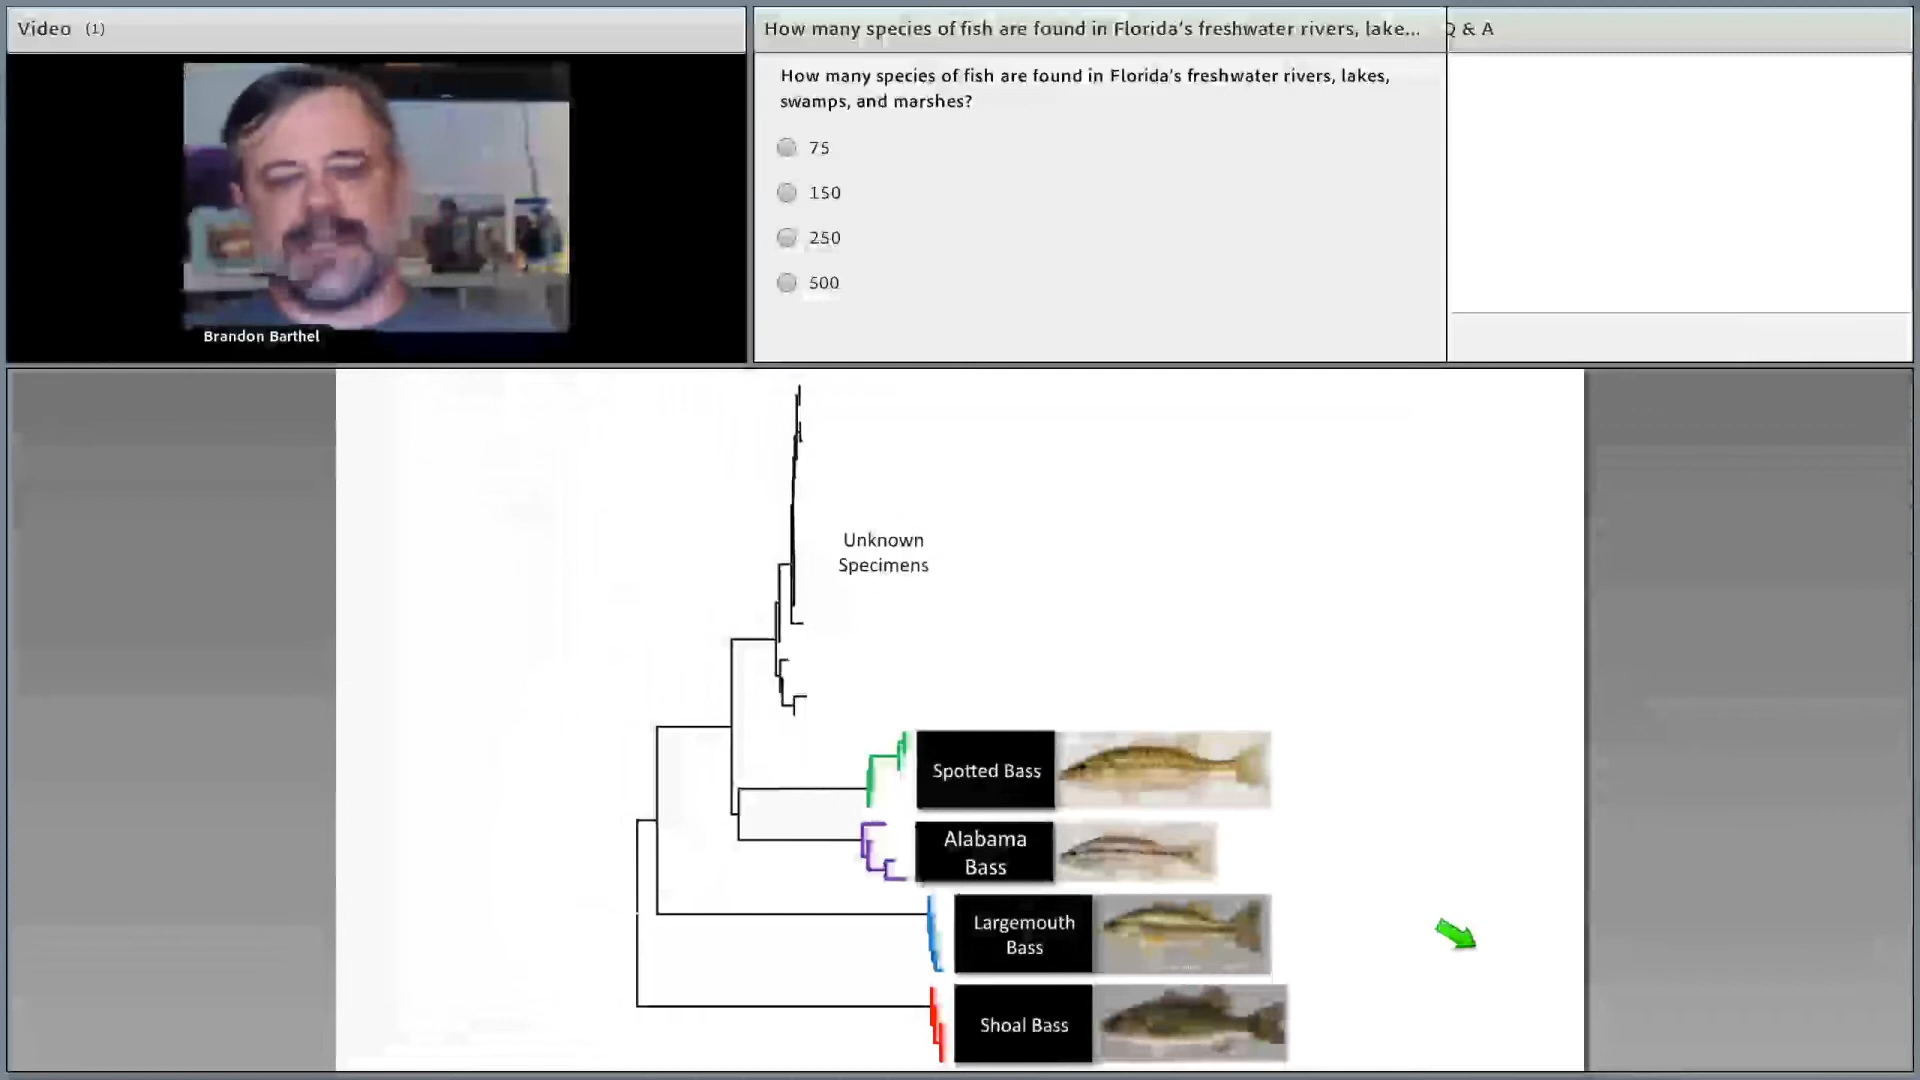 Video (1)
How many species of fish are found in Florida's freshwater rivers, lake...
Q & A
How many species of fish are found in Florida's freshwater rivers, lakes,
swamps, and marshes?
75
150
250
500
Brandon Barthel
Unknown
Specimens
Spotted Bass
Alabama
Bass
Largemouth
Bass
Shoal Bass